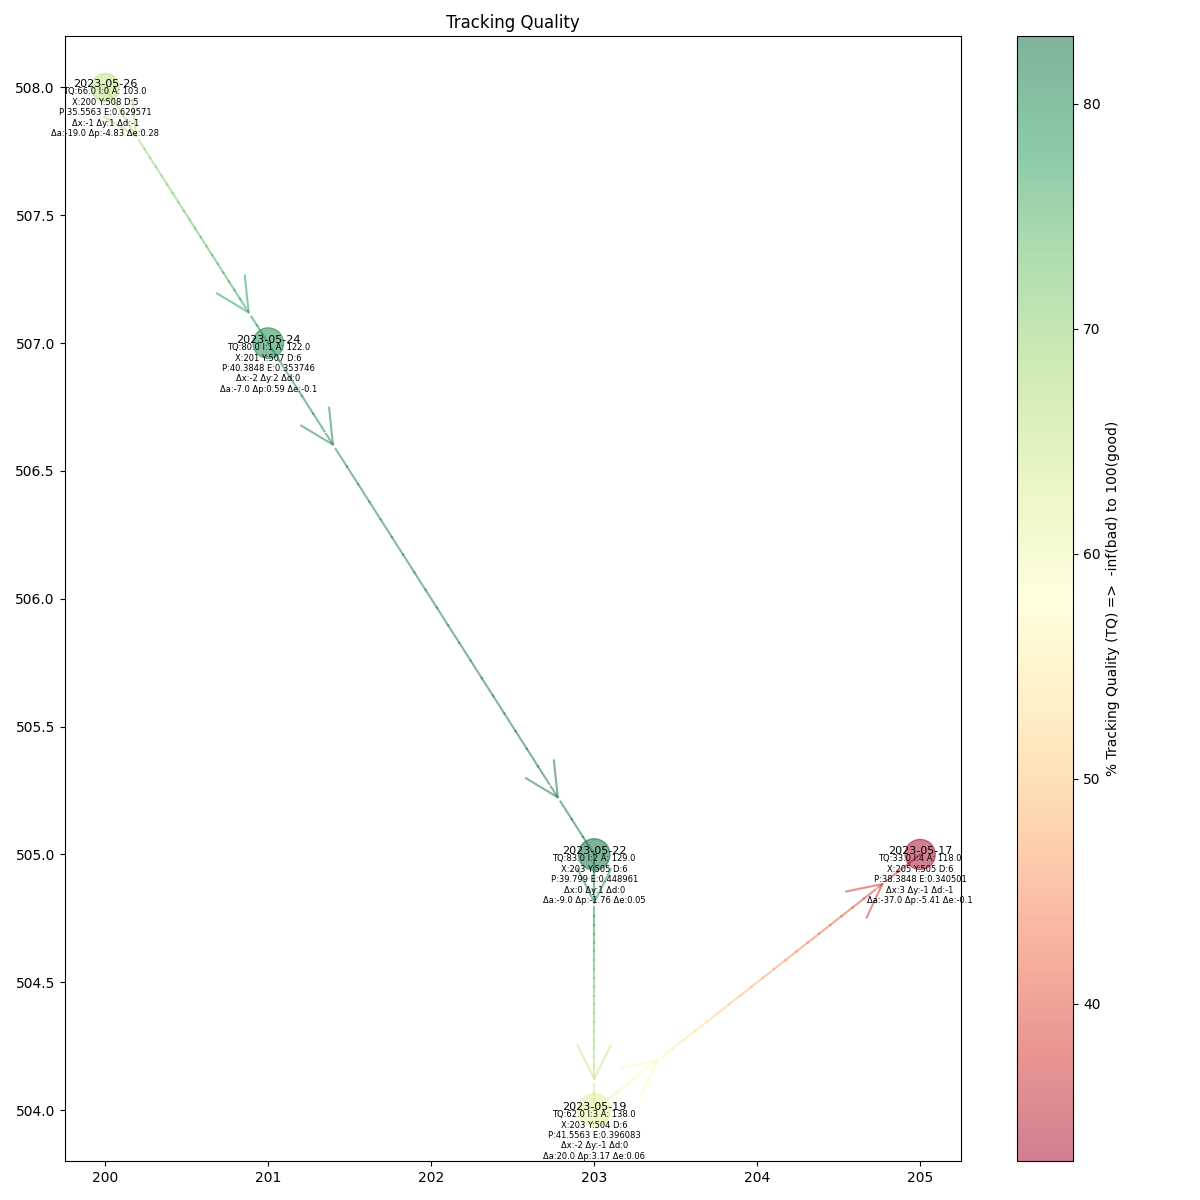 Tracking Quality
508.0
507.5
507.0
506.5
506.0
505.5
505.0
504.5
504.0
2023-05-26
TQ:66.0 I:0 A: 103.0
X:200 Y:508 D:5
P:35.5563 E:0.629571
Δx:-1 Δy:1 Δd:-1
Δa:-19.0 Δp:-4.83 Δe:0.28
2023-05-24
TQ:80.0 I:1 A: 122.0
X:201 Y:507 D:6
P:40.3848 E:0.353746
Δx:-2 Δy:2 Δd:0
Δa:-7.0 Δp:0.59 Δe:-0.1
2023-05-22
TQ:83.0 I:2 A: 129.0
X:203 Y:505 D:6
P:39.799 E:0.448961
Δx:0 Δy:1 Δd:0
Δa:-9.0 Δp:-1.76 Δe:0.05
2023-05-17
TQ:33.0 I:4 A: 118.0
X:205 Y:505 D:6
P:38.3848 E:0.340501
Δx:3 Δy:-1 Δd:-1
Δa:-37.0 Δp:-5.41 Δe:-0.1
2023-05-19
TQ:62.0 I:3 A: 138.0
X:203 Y:504 D:6
P:41.5563 E:0.396083
Δx:-2 Δy:-1 Δd:0
Δa:20.0 Δp:3.17 Δe:0.06
200 201 202 203 204 205
80
70
60
50
40
% Tracking Quality (TQ) => -inf(bad) to 100(good)